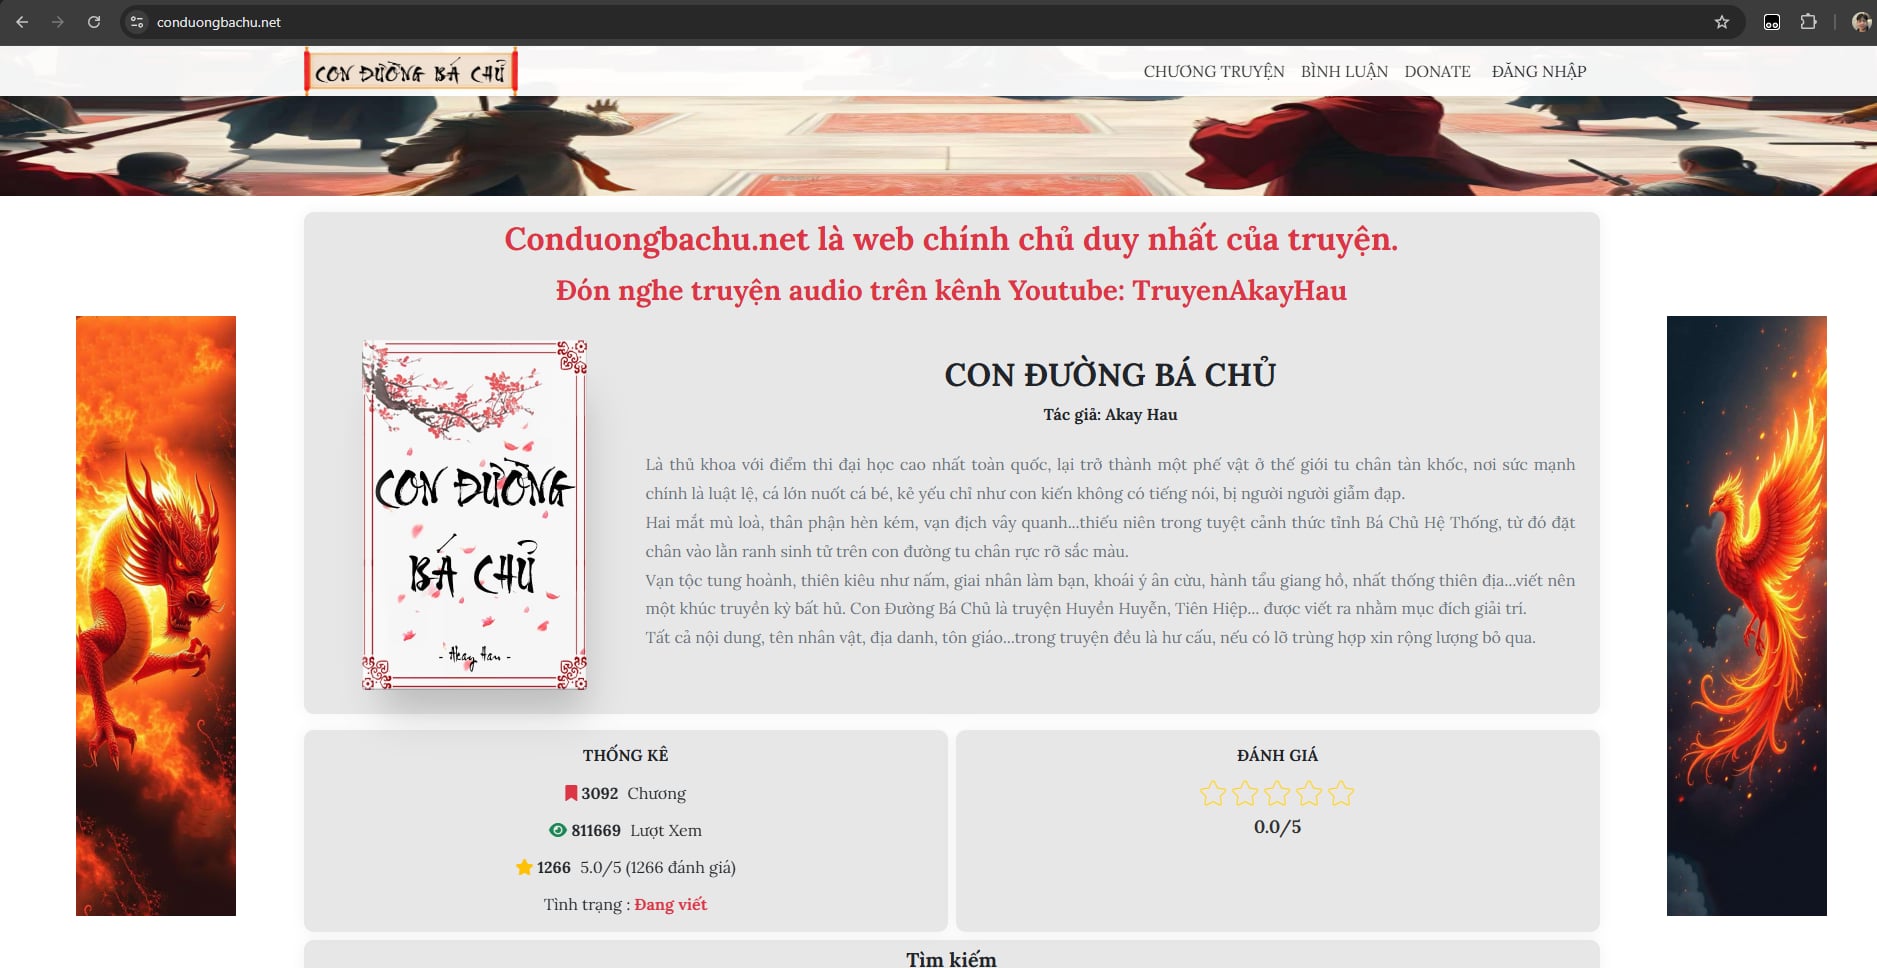 conduongbachu.net
CON ĐƯỜNG BÁ CHỦ
CHƯƠNG TRUYỆN BÌNH LUẬN DONATE ĐĂNG NHẬP
Conduongbachu.net là web chính chủ duy nhất của truyện.
Đón nghe truyện audio trên kênh Youtube: TruyenAkayHau
CON ĐƯỜNG
BÁ CHỦ
- Akay Hau -
CON ĐƯỜNG BÁ CHỦ
Tác giả: Akay Hau
Là thủ khoa với điểm thi đại học cao nhất toàn quốc, lại trở thành một phế vật ở thế giới tu chân tàn khốc, nơi sức mạnh
chính là luật lệ, cá lớn nuốt cá bé, kẻ yếu chỉ như con kiến không có tiếng nói, bị người người giẫm đạp.
Hai mắt mù loà, thân phận hèn kém, vạn địch vây quanh...thiếu niên trong tuyệt cảnh thức tỉnh Bá Chủ Hệ Thống, từ đó đặt
chân vào lằn ranh sinh tử trên con đường tu chân rực rỡ sắc màu.
Vạn tộc tung hoành, thiên kiêu như nấm, giai nhân làm bạn, khoái ý ân cừu, hành tẩu giang hồ, nhất thống thiên địa...viết nên
một khúc truyền kỳ bất hủ. Con Đường Bá Chủ là truyện Huyền Huyễn, Tiên Hiệp... được viết ra nhằm mục đích giải trí.
Tất cả nội dung, tên nhân vật, địa danh, tôn giáo...trong truyện đều là hư cấu, nếu có lỡ trùng hợp xin rộng lượng bỏ qua.
THỐNG KÊ
3092 Chương
811669 Lượt Xem
1266 5.0/5 (1266 đánh giá)
Tình trạng : Đang viết
ĐÁNH GIÁ
0.0/5
Tìm kiếm